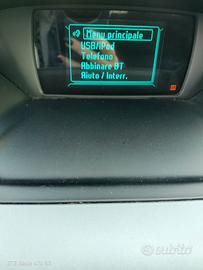 Menu principale
USB/iPod
Telefono
Abbinare BT
Aiuto / Interr.
subito